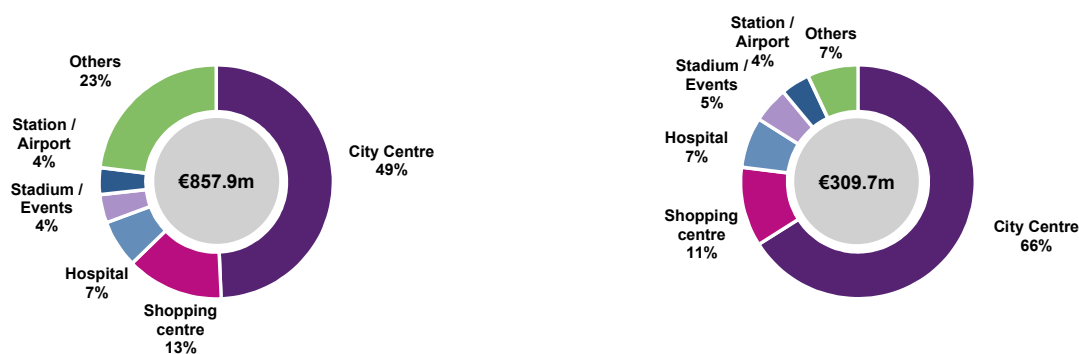 Others
23%
Station /
Airport
4%
Stadium /
Events
4%
Hospital
7%
Shopping
centre
13%
City Centre
49%
€857.9m
Station /
Airport
4%
Others
7%
Stadium /
Events
5%
Hospital
7%
Shopping
centre
11%
City Centre
66%
€309.7m